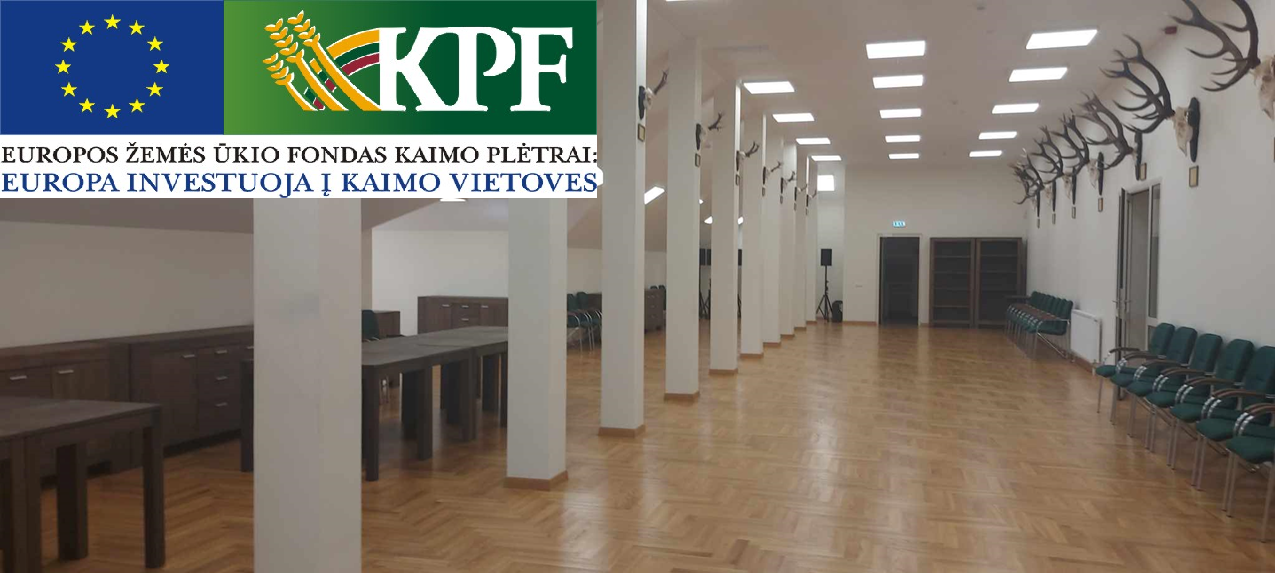 KPF
EUROPOS ŽEMĖS ŪKIO FONDAS KAIMO PLĖTRAI:
EUROPA INVESTUOJA Į KAIMO VIETOVES